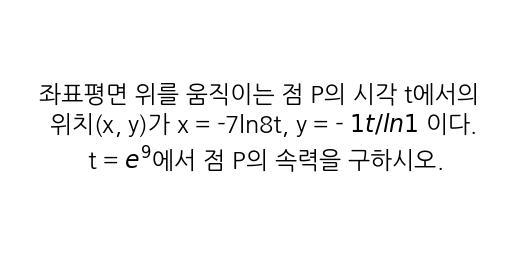 좌표평면 위를 움직이는 점 P의 시각 t에서의
위치(x, y)가 x = -7ln8t, y = - 1t/ln1 이다.
t = e⁹에서 점 P의 속력을 구하시오.